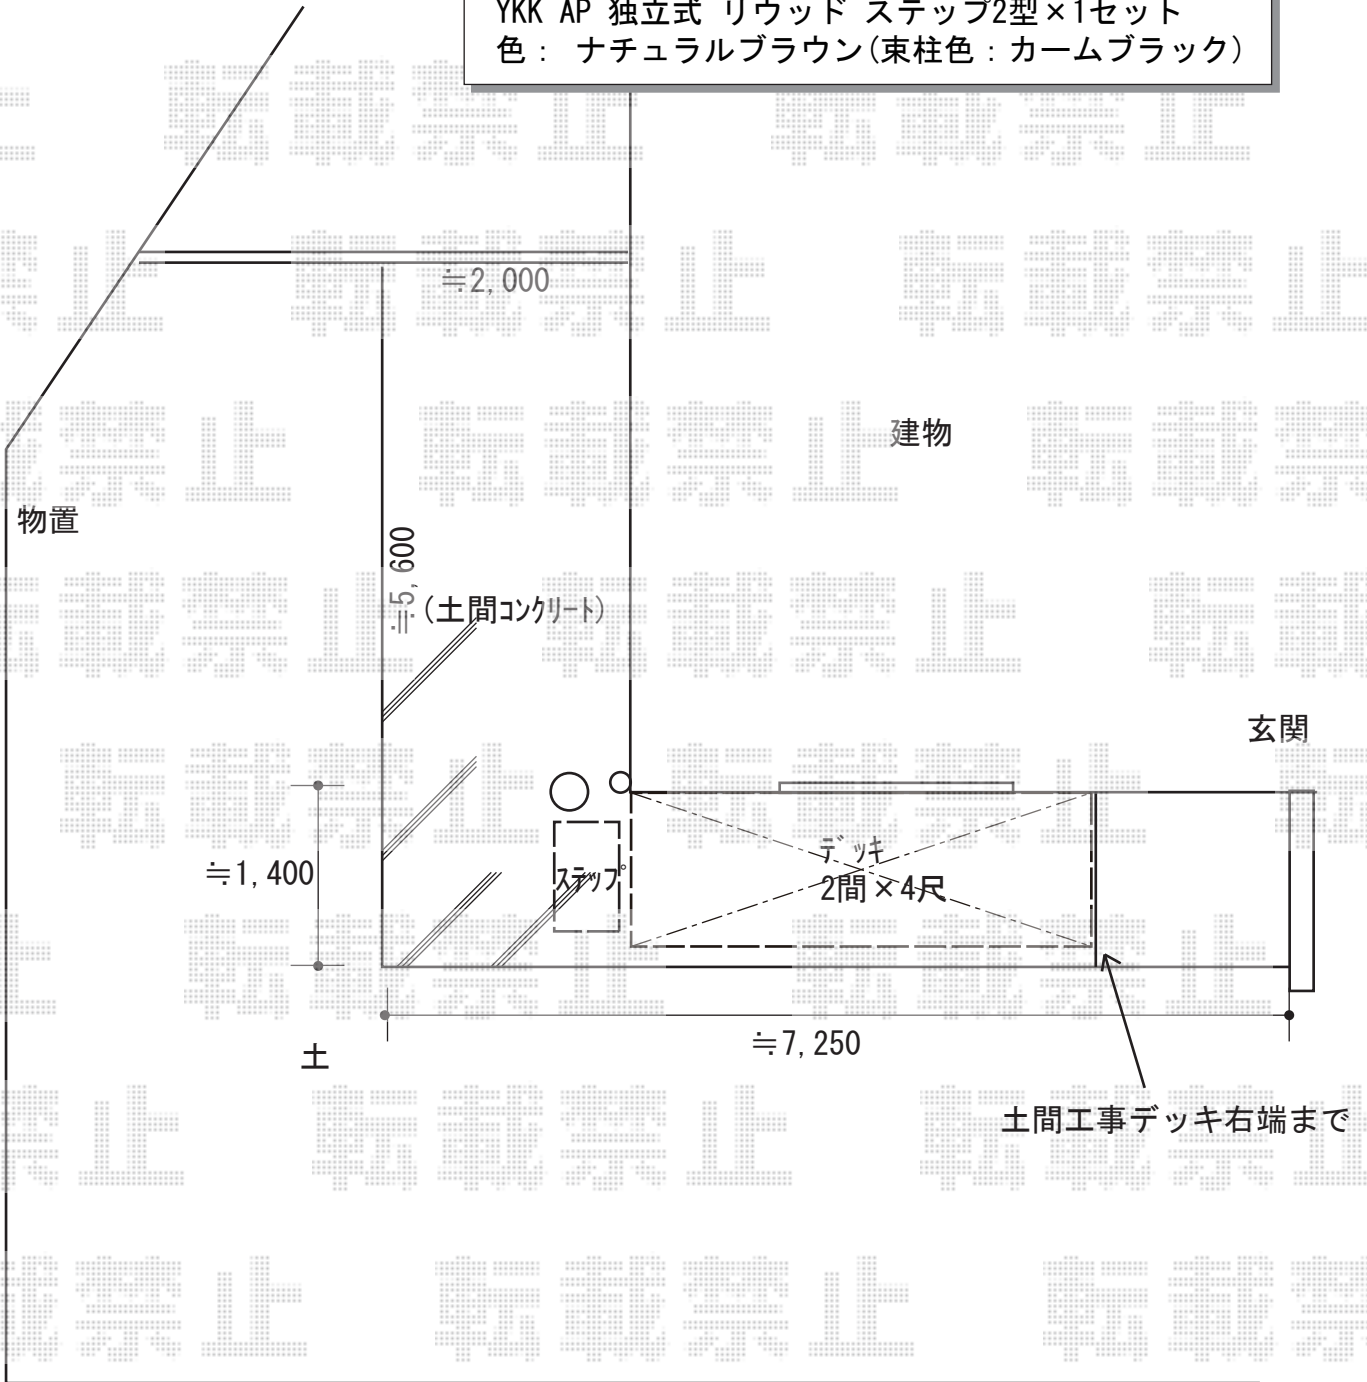 YKK AP 独立式 リウッド ステップ2型×1セット
色： ナチュラルブラウン(束柱色：カームブラック)
≒2,000
建物
物置
≒5,600
(土間コンクリート)
玄関
≒1,400
ステップ
デッキ
2間×4尺
≒7,250
土
土間工事デッキ右端まで
転載禁止